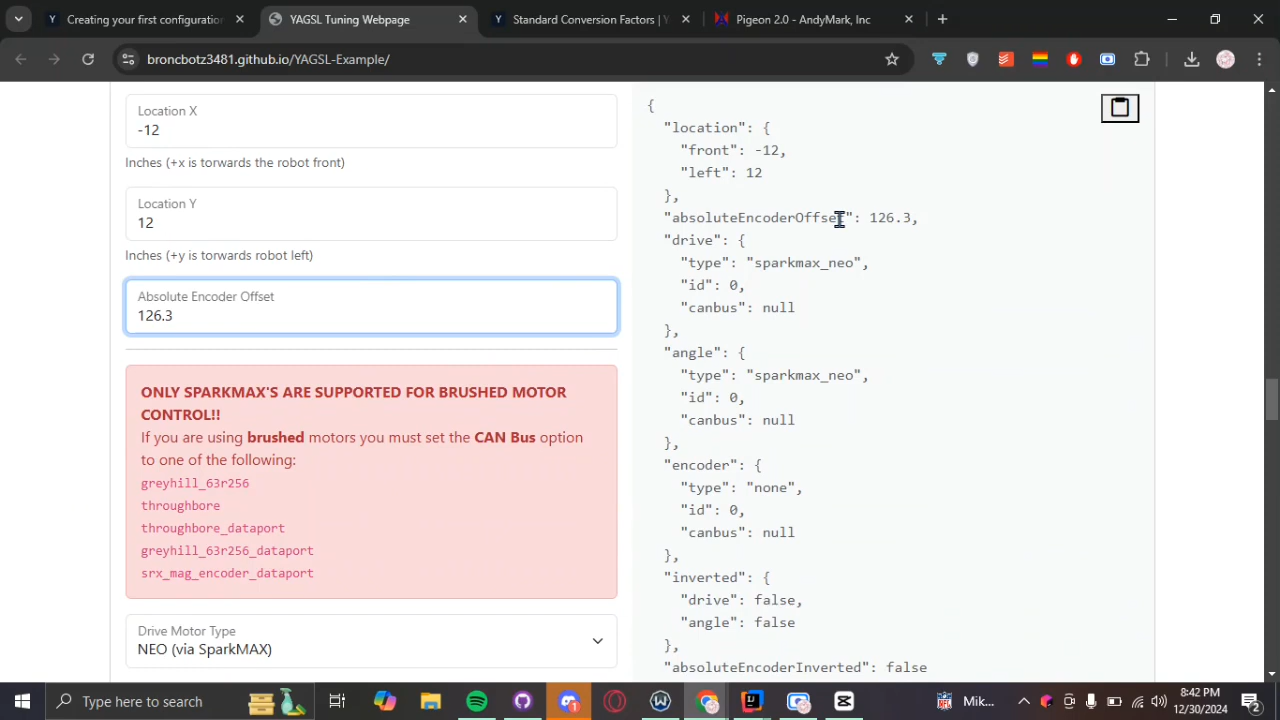 Creating your first configuration
YAGSL Tuning Webpage
Standard Conversion Factors | Y
Pigeon 2.0 - AndyMark, Inc
broncbotz3481.github.io/YAGSL-Example/
Location X
-12
Inches (+x is torwards the robot front)
Location Y
12
Inches (+y is torwards robot left)
Absolute Encoder Offset
126.3
ONLY SPARKMAX'S ARE SUPPORTED FOR BRUSHED MOTOR
CONTROL!!
If you are using brushed motors you must set the CAN Bus option
to one of the following:
greyhill_63r256
throughbore
throughbore_dataport
greyhill_63r256_dataport
srx_mag_encoder_dataport
Drive Motor Type
NEO (via SparkMAX)
{
"location": {
"front": -12,
"left": 12
},
"absoluteEncoderOffset": 126.3,
"drive": {
"type": "sparkmax_neo",
"id": 0,
"canbus": null
},
"angle": {
"type": "sparkmax_neo",
"id": 0,
"canbus": null
},
"encoder": {
"type": "none",
"id": 0,
"canbus": null
},
"inverted": {
"drive": false,
"angle": false
},
"absoluteEncoderInverted": false
Type here to search
Mik...
8:42 PM
12/30/2024
2